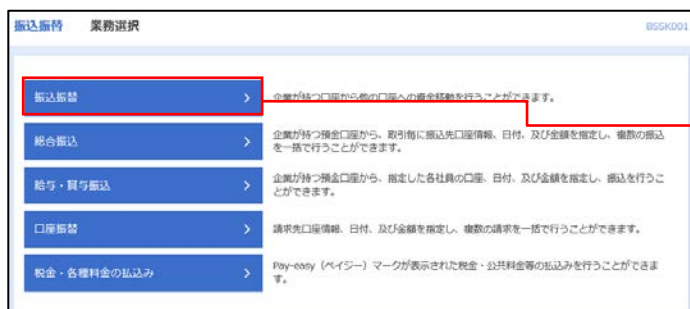 振込振替 業務選択 BSSK001
振込振替 企業が持つ口座から他の口座への資金移動を行うことができます。
総合振込 企業が持つ預金口座から、取引毎に振込先口座情報、日付、及び金額を指定し、複数の振込
を一括で行うことができます。
給与・賞与振込 企業が持つ預金口座から、指定した各社員の口座、日付、及び金額を指定し、振込を行うこ
とができます。
口座振替 請求先口座情報、日付、及び金額を指定し、複数の請求を一括で行うことができます。
税金・各種料金の払込み Pay-easy（ペイジー）マークが表示された税金・公共料金等の払込みを行うことができま
す。